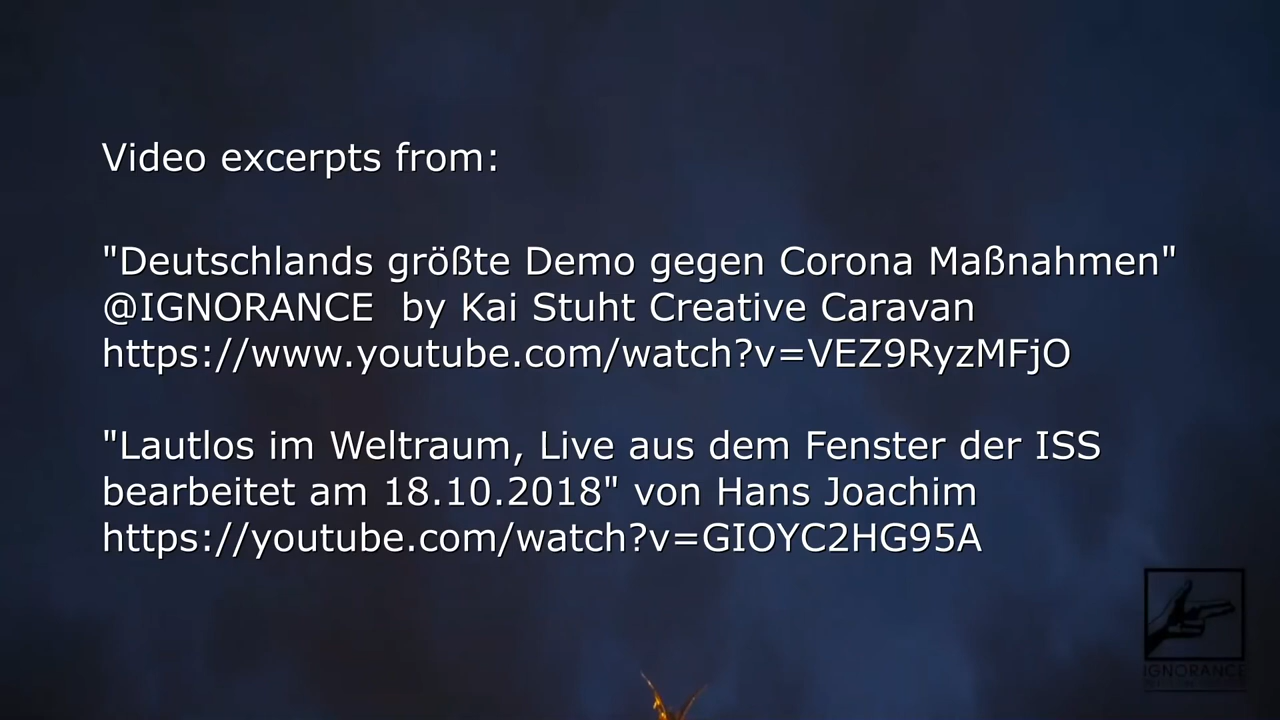 Video excerpts from:
"Deutschlands größte Demo gegen Corona Maßnahmen"
@IGNORANCE by Kai Stuht Creative Caravan
https://www.youtube.com/watch?v=VEZ9RyzMFjO
"Lautlos im Weltraum, Live aus dem Fenster der ISS
bearbeitet am 18.10.2018" von Hans Joachim
https://youtube.com/watch?v=GIOYC2HG95A
IGNORANCE